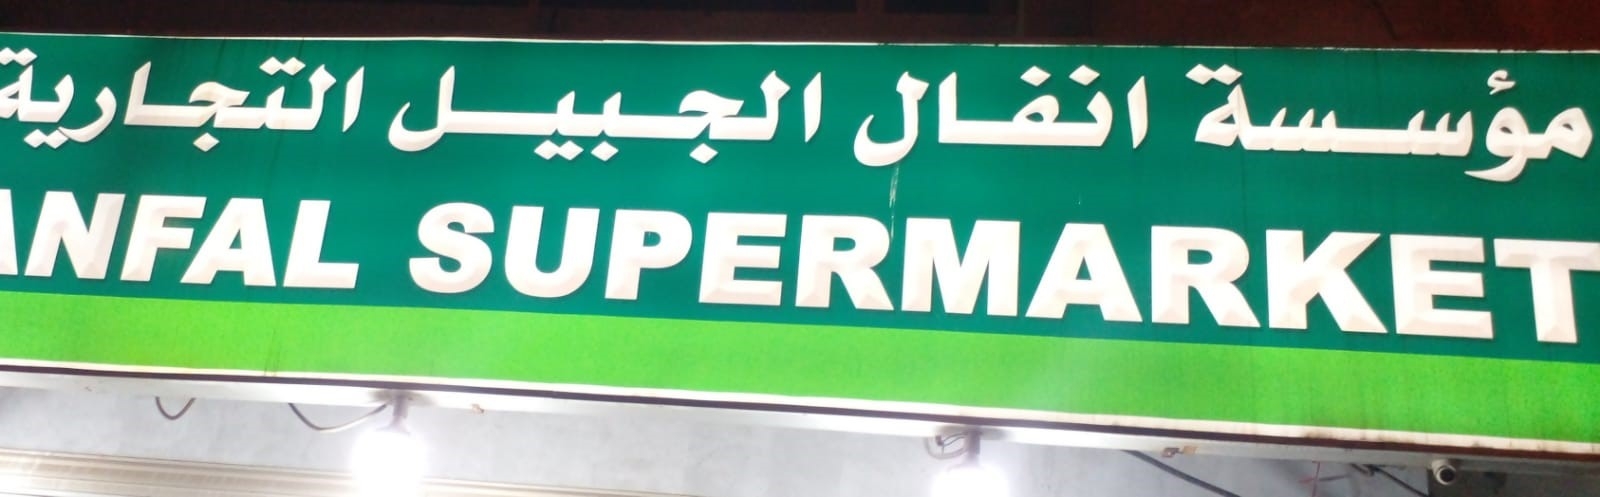 مؤسسة انفال الجبيل التجارية
ANFAL SUPERMARKET